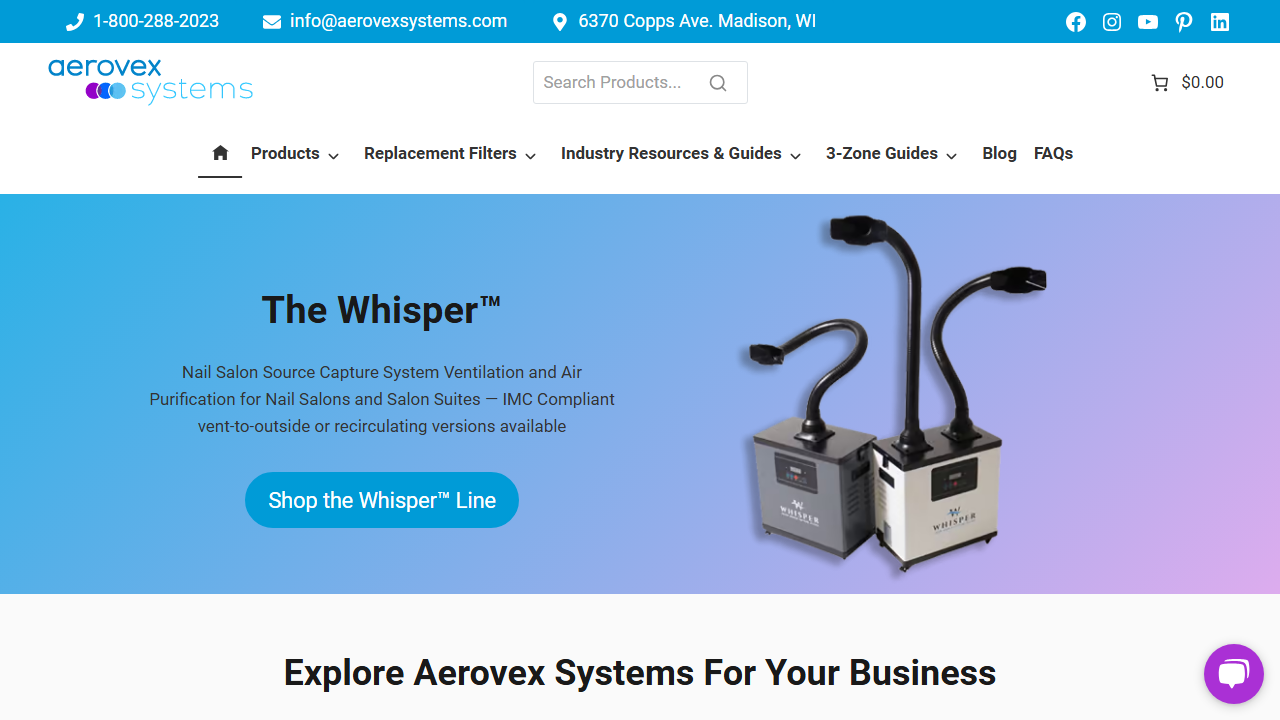 1-800-288-2023
info@aerovexsystems.com
6370 Copps Ave. Madison, WI
aerovex
systems
Search Products...
$0.00
Products
Replacement Filters
Industry Resources & Guides
3-Zone Guides
Blog
FAQs
The Whisper™
Nail Salon Source Capture System Ventilation and Air
Purification for Nail Salons and Salon Suites — IMC Compliant
vent-to-outside or recirculating versions available
Shop the Whisper™ Line
WHISPER
WHISPER
Explore Aerovex Systems For Your Business